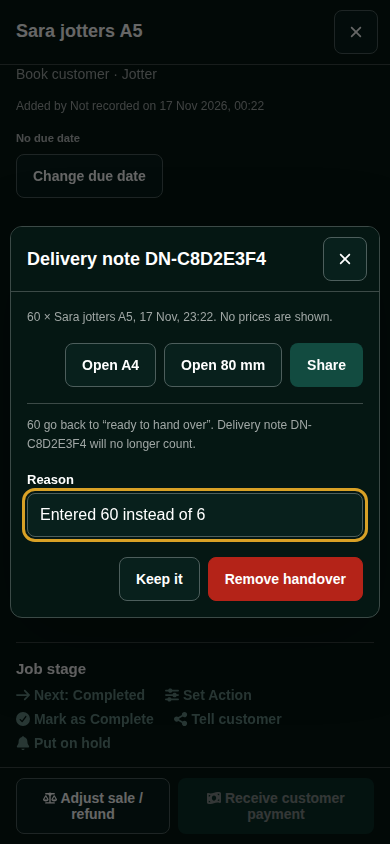 Sara jotters A5
Book customer · Jotter
Added by Not recorded on 17 Nov 2026, 00:22
No due date
Change due date
Delivery note DN-C8D2E3F4
60 × Sara jotters A5, 17 Nov, 23:22. No prices are shown.
Open A4
Open 80 mm
Share
60 go back to “ready to hand over”. Delivery note DN-
C8D2E3F4 will no longer count.
Reason
Entered 60 instead of 6
Keep it
Remove handover
Job stage
Next: Completed
Set Action
Mark as Complete
Tell customer
Put on hold
Adjust sale /
refund
Receive customer
payment